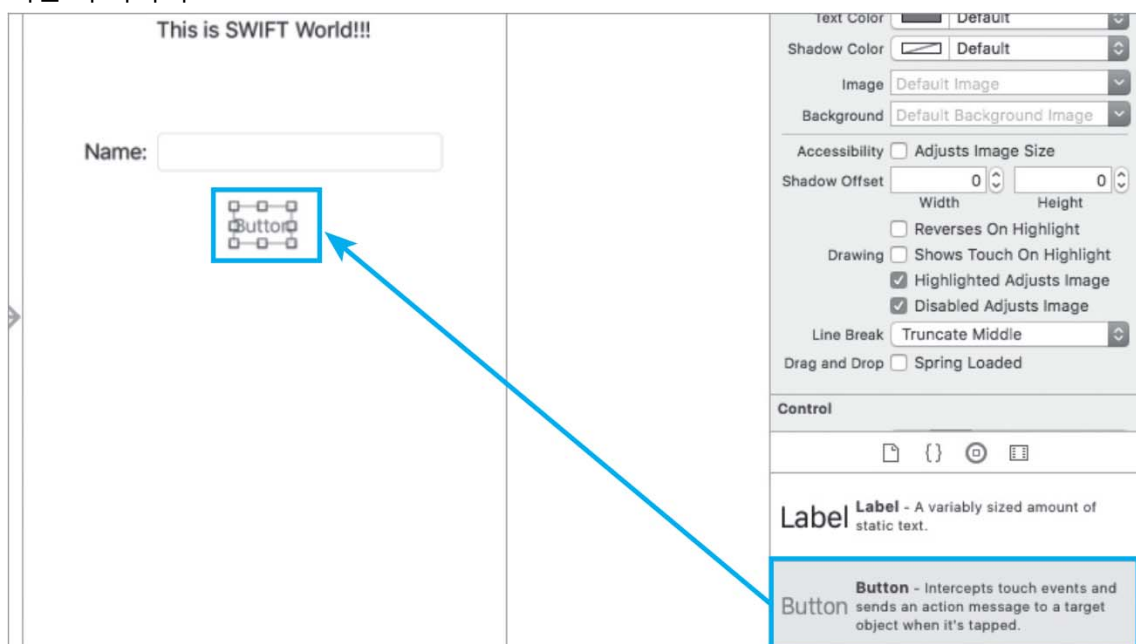 This is SWIFT World!!!
Name:
Button
Text Color Default
Shadow Color Default
Image Default Image
Background Default Background Image
Accessibility Adjusts Image Size
Shadow Offset 0 0
Width Height
Reverses On Highlight
Drawing Shows Touch On Highlight
Highlighted Adjusts Image
Disabled Adjusts Image
Line Break Truncate Middle
Drag and Drop Spring Loaded
Control
{}
Label Label - A variably sized amount of
static text.
Button Button - Intercepts touch events and
sends an action message to a target
object when it's tapped.